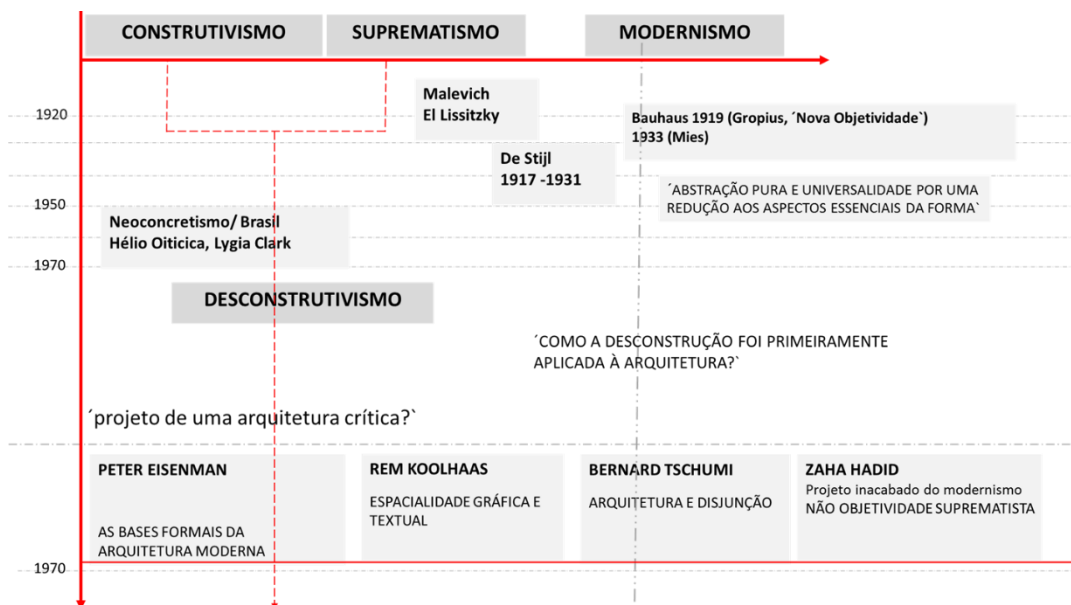 CONSTRUTIVISMO
SUPREMATISMO
MODERNISMO
Malevich
El Lissitzky
1920
Bauhaus 1919 (Gropius, ´Nova Objetividade`)
1933 (Mies)
De Stijl
1917 -1931
´ABSTRAÇÃO PURA E UNIVERSALIDADE POR UMA
REDUÇÃO AOS ASPECTOS ESSENCIAIS DA FORMA`
1950
Neoconcretismo/ Brasil
Hélio Oiticica, Lygia Clark
1970
DESCONSTRUTIVISMO
´COMO A DESCONSTRUÇÃO FOI PRIMEIRAMENTE
APLICADA À ARQUITETURA?`
´projeto de uma arquitetura crítica?`
PETER EISENMAN
AS BASES FORMAIS DA
ARQUITETURA MODERNA
REM KOOLHAAS
ESPACIALIDADE GRÁFICA E
TEXTUAL
BERNARD TSCHUMI
ARQUITETURA E DISJUNÇÃO
ZAHA HADID
Projeto inacabado do modernismo
NÃO OBJETIVIDADE SUPREMATISTA
1970